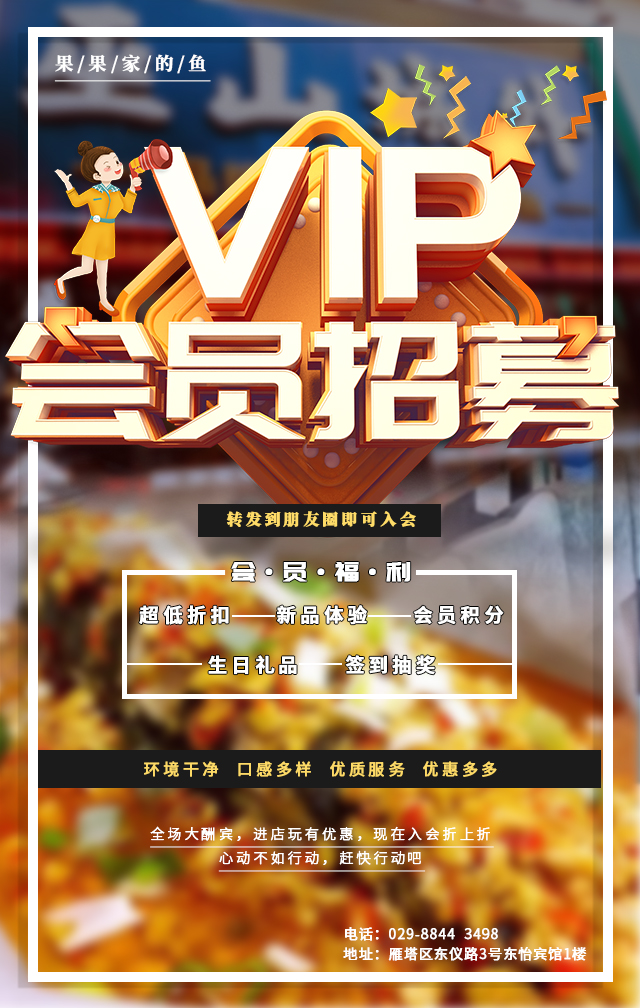 果/果/家/的/鱼
VIP
会员招募
转发到朋友圈即可入会
会·员·福·利
超低折扣——新品体验——会员积分
生日礼品——签到抽奖
环境干净 口感多样 优质服务 优惠多多
全场大酬宾，进店玩有优惠，现在入会折上折
心动不如行动，赶快行动吧
电话：029-8844 3498
地址：雁塔区东仪路3号东怡宾馆1楼